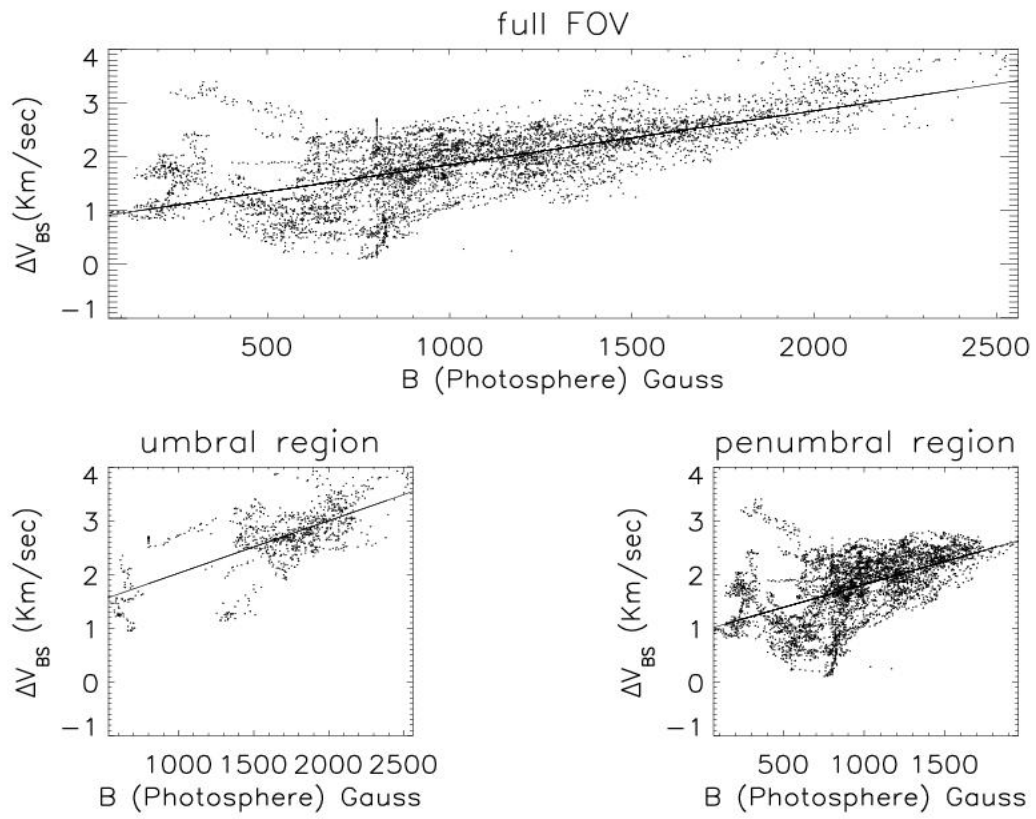 full FOV
4
3
2
1
0
−1
ΔV_BS (Km/sec)
500 1000 1500 2000 2500
B (Photosphere) Gauss
umbral region
4
3
2
1
0
−1
ΔV_BS (Km/sec)
1000 1500 2000 2500
B (Photosphere) Gauss
penumbral region
4
3
2
1
0
−1
ΔV_BS (Km/sec)
500 1000 1500
B (Photosphere) Gauss